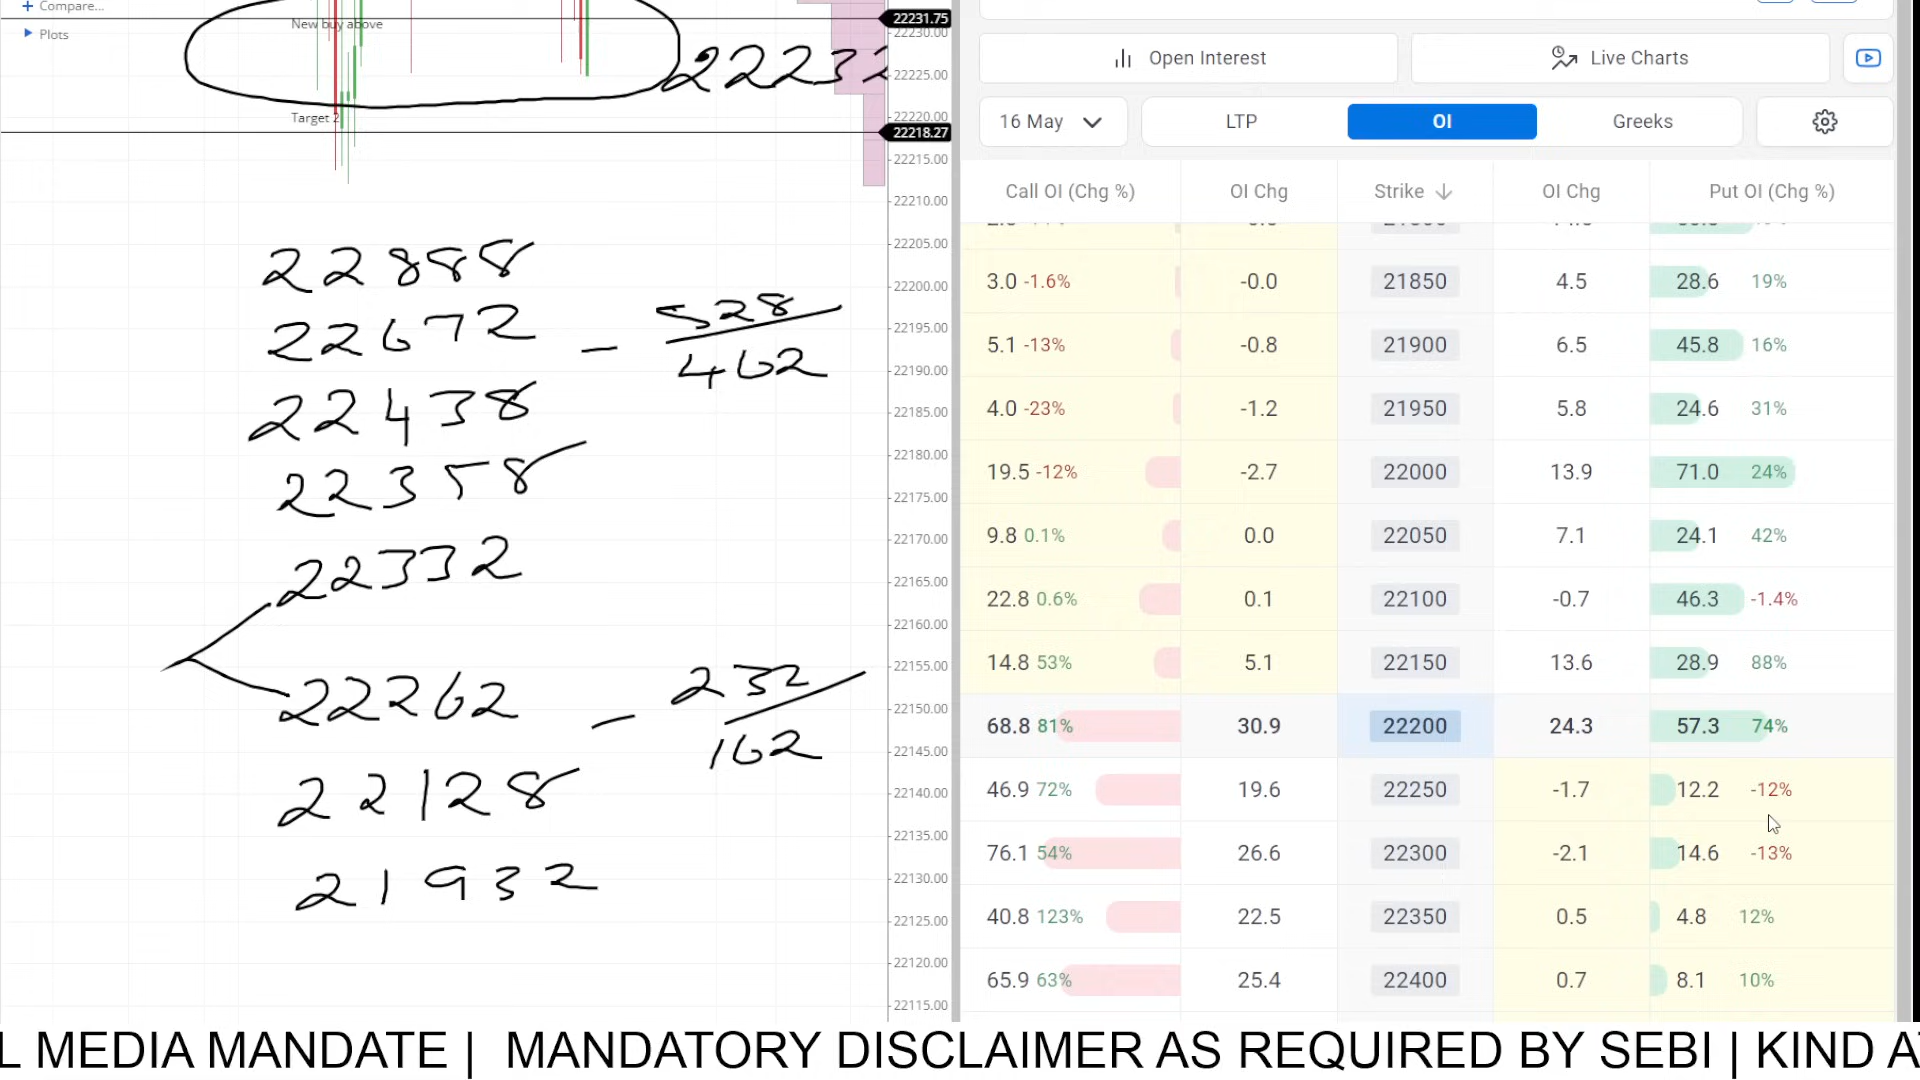 Compare...
Plots
New buy above
Target 2
22231.75
22230.00
22225.00
22220.00
22218.27
22215.00
22210.00
22205.00
22200.00
22195.00
22190.00
22185.00
22180.00
22175.00
22170.00
22165.00
22160.00
22155.00
22150.00
22145.00
22140.00
22135.00
22130.00
22125.00
22120.00
22115.00
22232
22888
22672 - 528
462
22438
22358
22332
22262 - 232
162
22128
21932
Open Interest Live Charts
16 May LTP OI Greeks
Call OI (Chg %) OI Chg Strike OI Chg Put OI (Chg %)
3.0 -1.6% -0.0 21850 4.5 28.6 19%
5.1 -13% -0.8 21900 6.5 45.8 16%
4.0 -23% -1.2 21950 5.8 24.6 31%
19.5 -12% -2.7 22000 13.9 71.0 24%
9.8 0.1% 0.0 22050 7.1 24.1 42%
22.8 0.6% 0.1 22100 -0.7 46.3 -1.4%
14.8 53% 5.1 22150 13.6 28.9 88%
68.8 81% 30.9 22200 24.3 57.3 74%
46.9 72% 19.6 22250 -1.7 12.2 -12%
76.1 54% 26.6 22300 -2.1 14.6 -13%
40.8 123% 22.5 22350 0.5 4.8 12%
65.9 63% 25.4 22400 0.7 8.1 10%
L MEDIA MANDATE | MANDATORY DISCLAIMER AS REQUIRED BY SEBI | KIND A